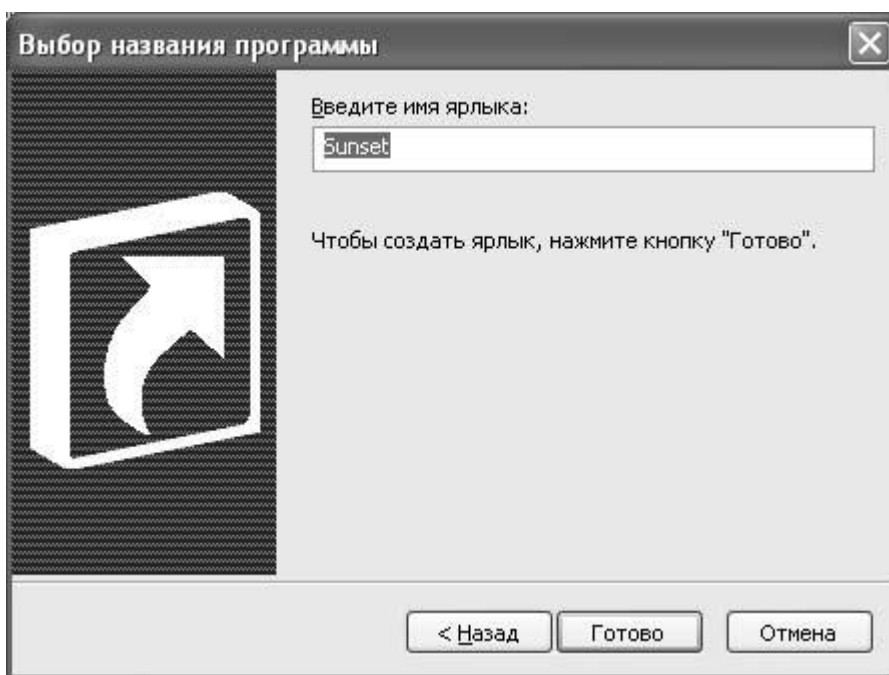 Выбор названия программы
Введите имя ярлыка:
Sunset
Чтобы создать ярлык, нажмите кнопку "Готово".
< Назад
Готово
Отмена